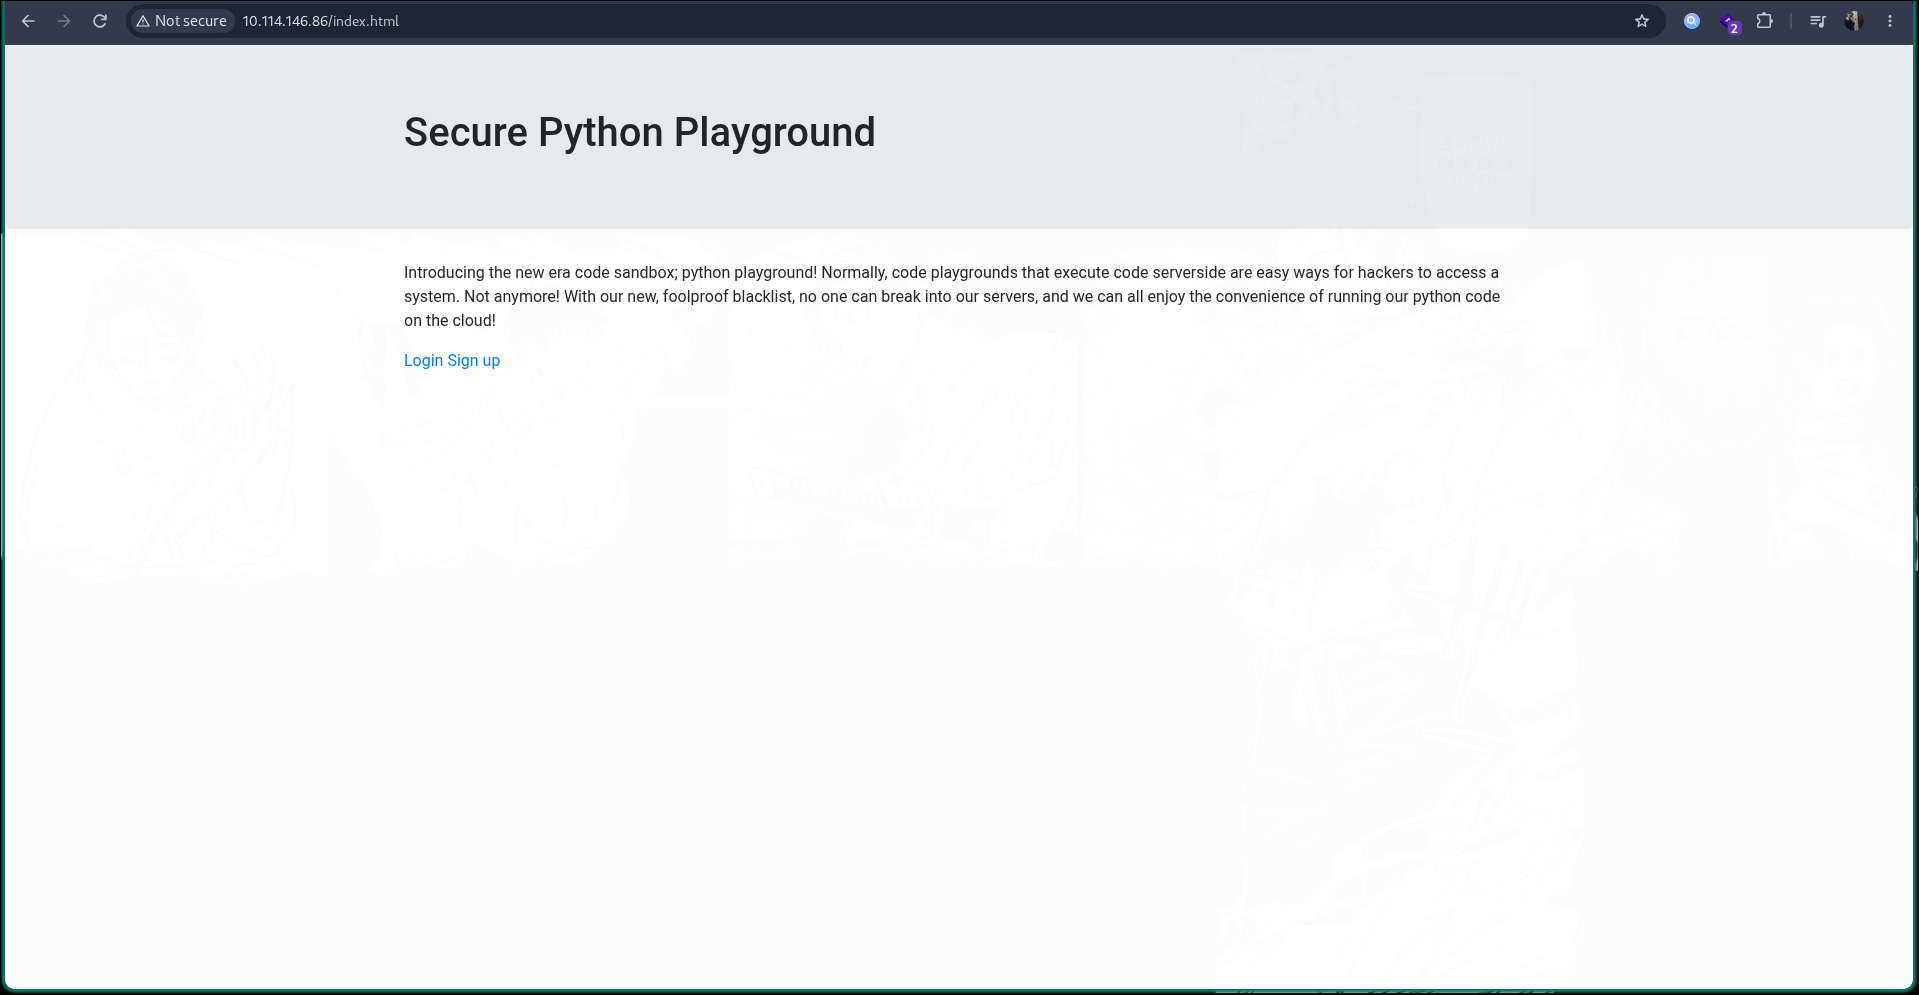 Not secure
10.114.146.86/index.html
2
Secure Python Playground
Introducing the new era code sandbox; python playground! Normally, code playgrounds that execute code serverside are easy ways for hackers to access a
system. Not anymore! With our new, foolproof blacklist, no one can break into our servers, and we can all enjoy the convenience of running our python code
on the cloud!
Login Sign up